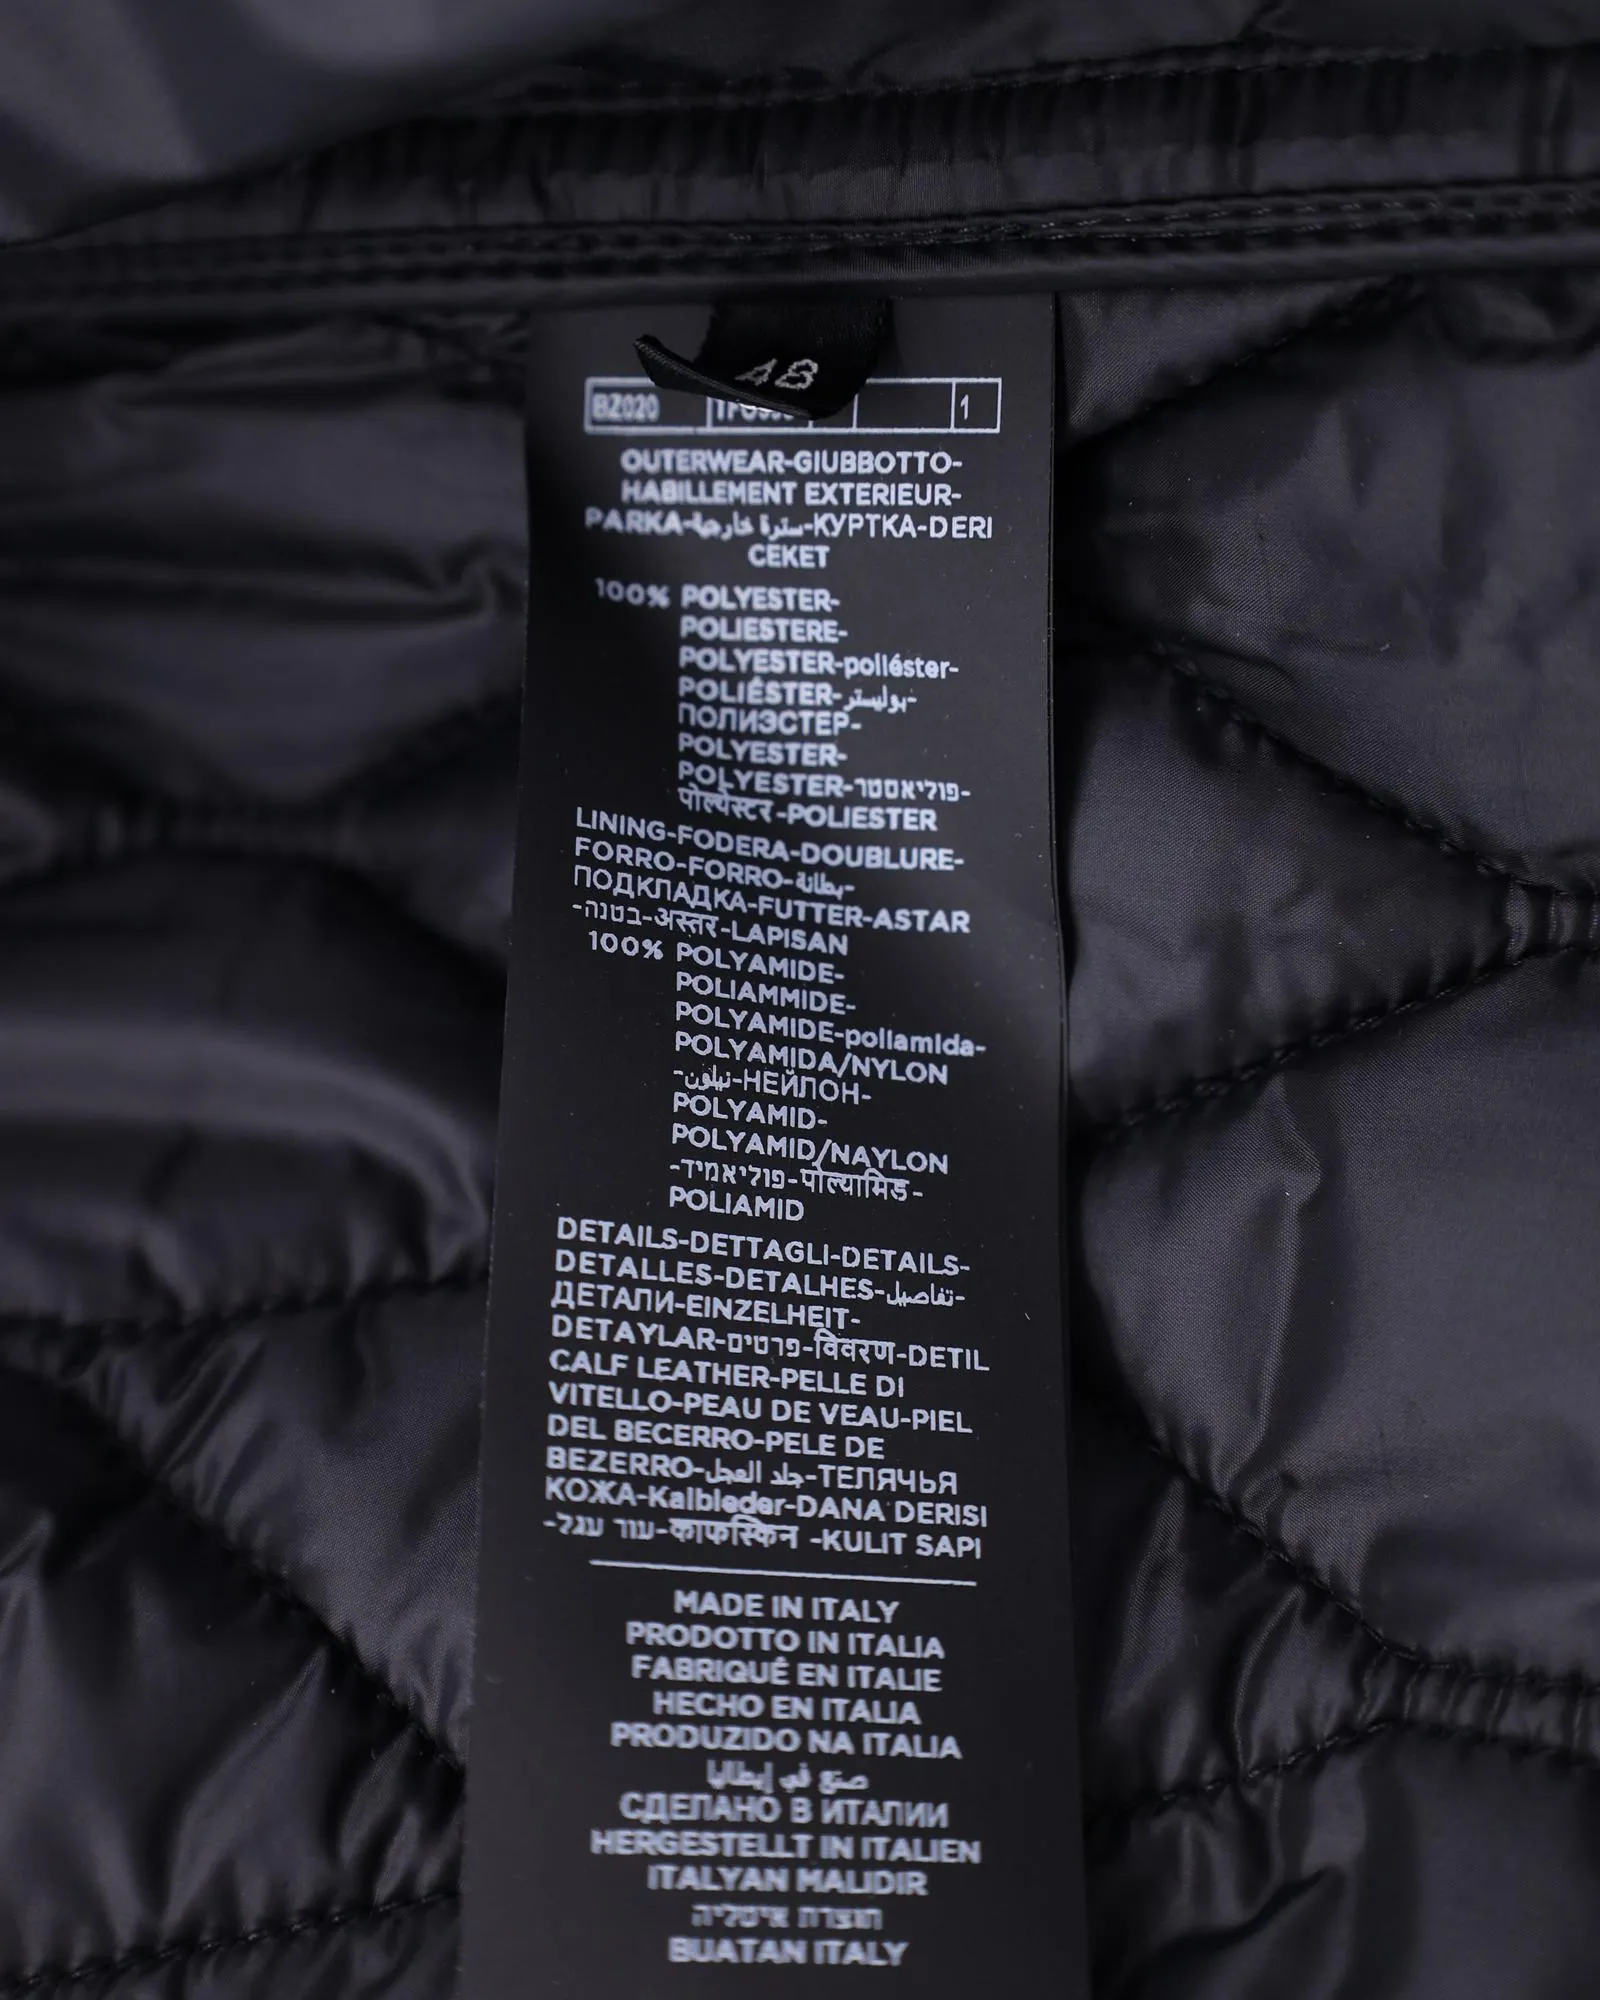 48
BZ020 1
OUTERWEAR-GIUBBOTTO-
HABILLEMENT EXTERIEUR-
PARKA-سترة خارجية-КУРТКА-DERI
CEKET
100% POLYESTER-
POLIESTERE-
POLYESTER-poliéster-
POLIÉSTER-بوليستر-
ПОЛИЭСТЕР-
POLYESTER-
POLYESTER-פוליאסטר-
पोल्येस्टर-POLIESTER
LINING-FODERA-DOUBLURE-
FORRO-FORRO-بطانة-
ПОДКЛАДКА-FUTTER-ASTAR
-בטנה-अस्तर-LAPISAN
100% POLYAMIDE-
POLIAMMIDE-
POLYAMIDE-poliamida-
POLYAMIDA/NYLON
-نيلون-НЕЙЛОН-
POLYAMID-
POLYAMID/NAYLON
-פוליאמיד-पोल्यामिड-
POLIAMID
DETAILS-DETTAGLI-DETAILS-
DETALLES-DETALHES-تفاصيل-
ДЕТАЛИ-EINZELHEIT-
DETAYLAR-פרטים-विवरण-DETIL
CALF LEATHER-PELLE DI
VITELLO-PEAU DE VEAU-PIEL
DEL BECERRO-PELE DE
BEZERRO-جلد العجل-ТЕЛЯЧЬЯ
КОЖА-Kalbleder-DANA DERISI
-עור עגל-काफस्किन -KULIT SAPI
MADE IN ITALY
PRODOTTO IN ITALIA
FABRIQUÉ EN ITALIE
HECHO EN ITALIA
PRODUZIDO NA ITALIA
صنع في إيطاليا
СДЕЛАНО В ИТАЛИИ
HERGESTELLT IN ITALIEN
ITALYAN MALIDIR
תוצרת איטליה
BUATAN ITALY